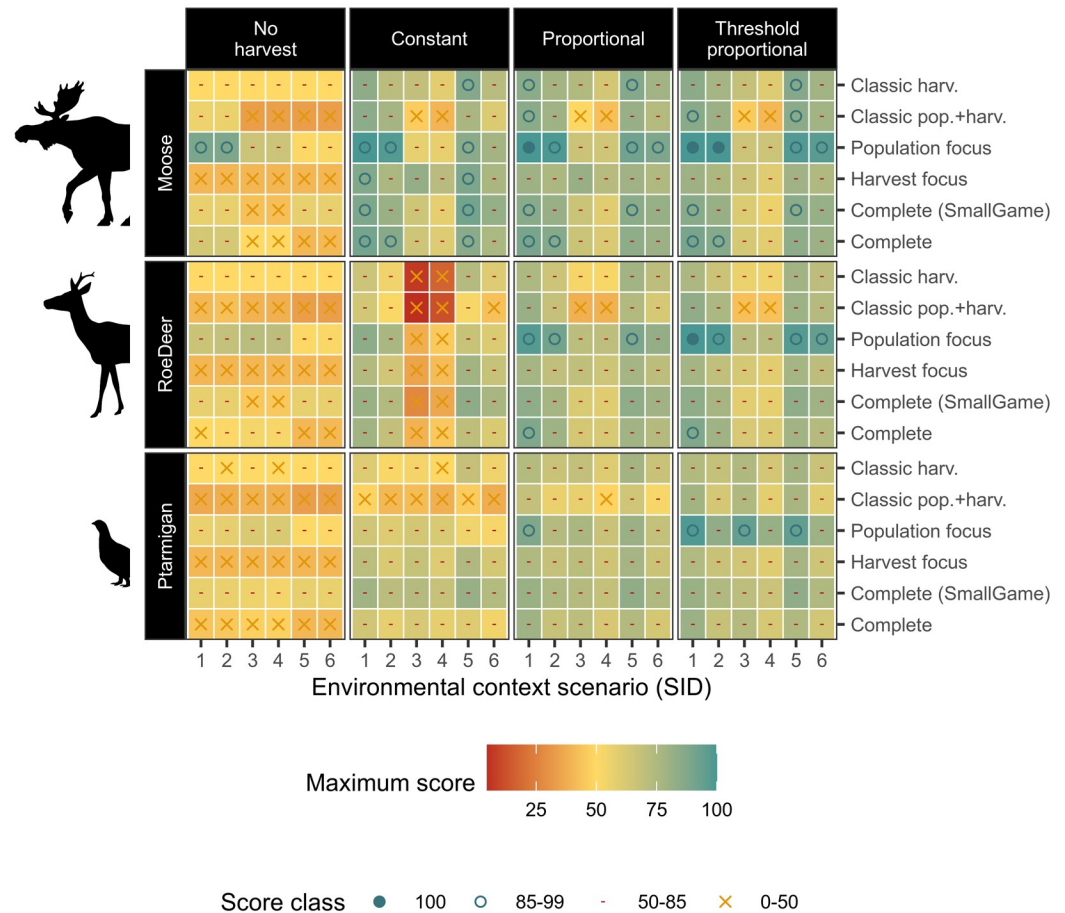 No
harvest
Constant
Proportional
Threshold
proportional
Moose
Classic harv.
Classic pop.+harv.
Population focus
Harvest focus
Complete (SmallGame)
Complete
RoeDeer
Classic harv.
Classic pop.+harv.
Population focus
Harvest focus
Complete (SmallGame)
Complete
Ptarmigan
Classic harv.
Classic pop.+harv.
Population focus
Harvest focus
Complete (SmallGame)
Complete
1 2 3 4 5 6 1 2 3 4 5 6 1 2 3 4 5 6 1 2 3 4 5 6
Environmental context scenario (SID)
Maximum score
25 50 75 100
Score class 100 85-99 50-85 0-50